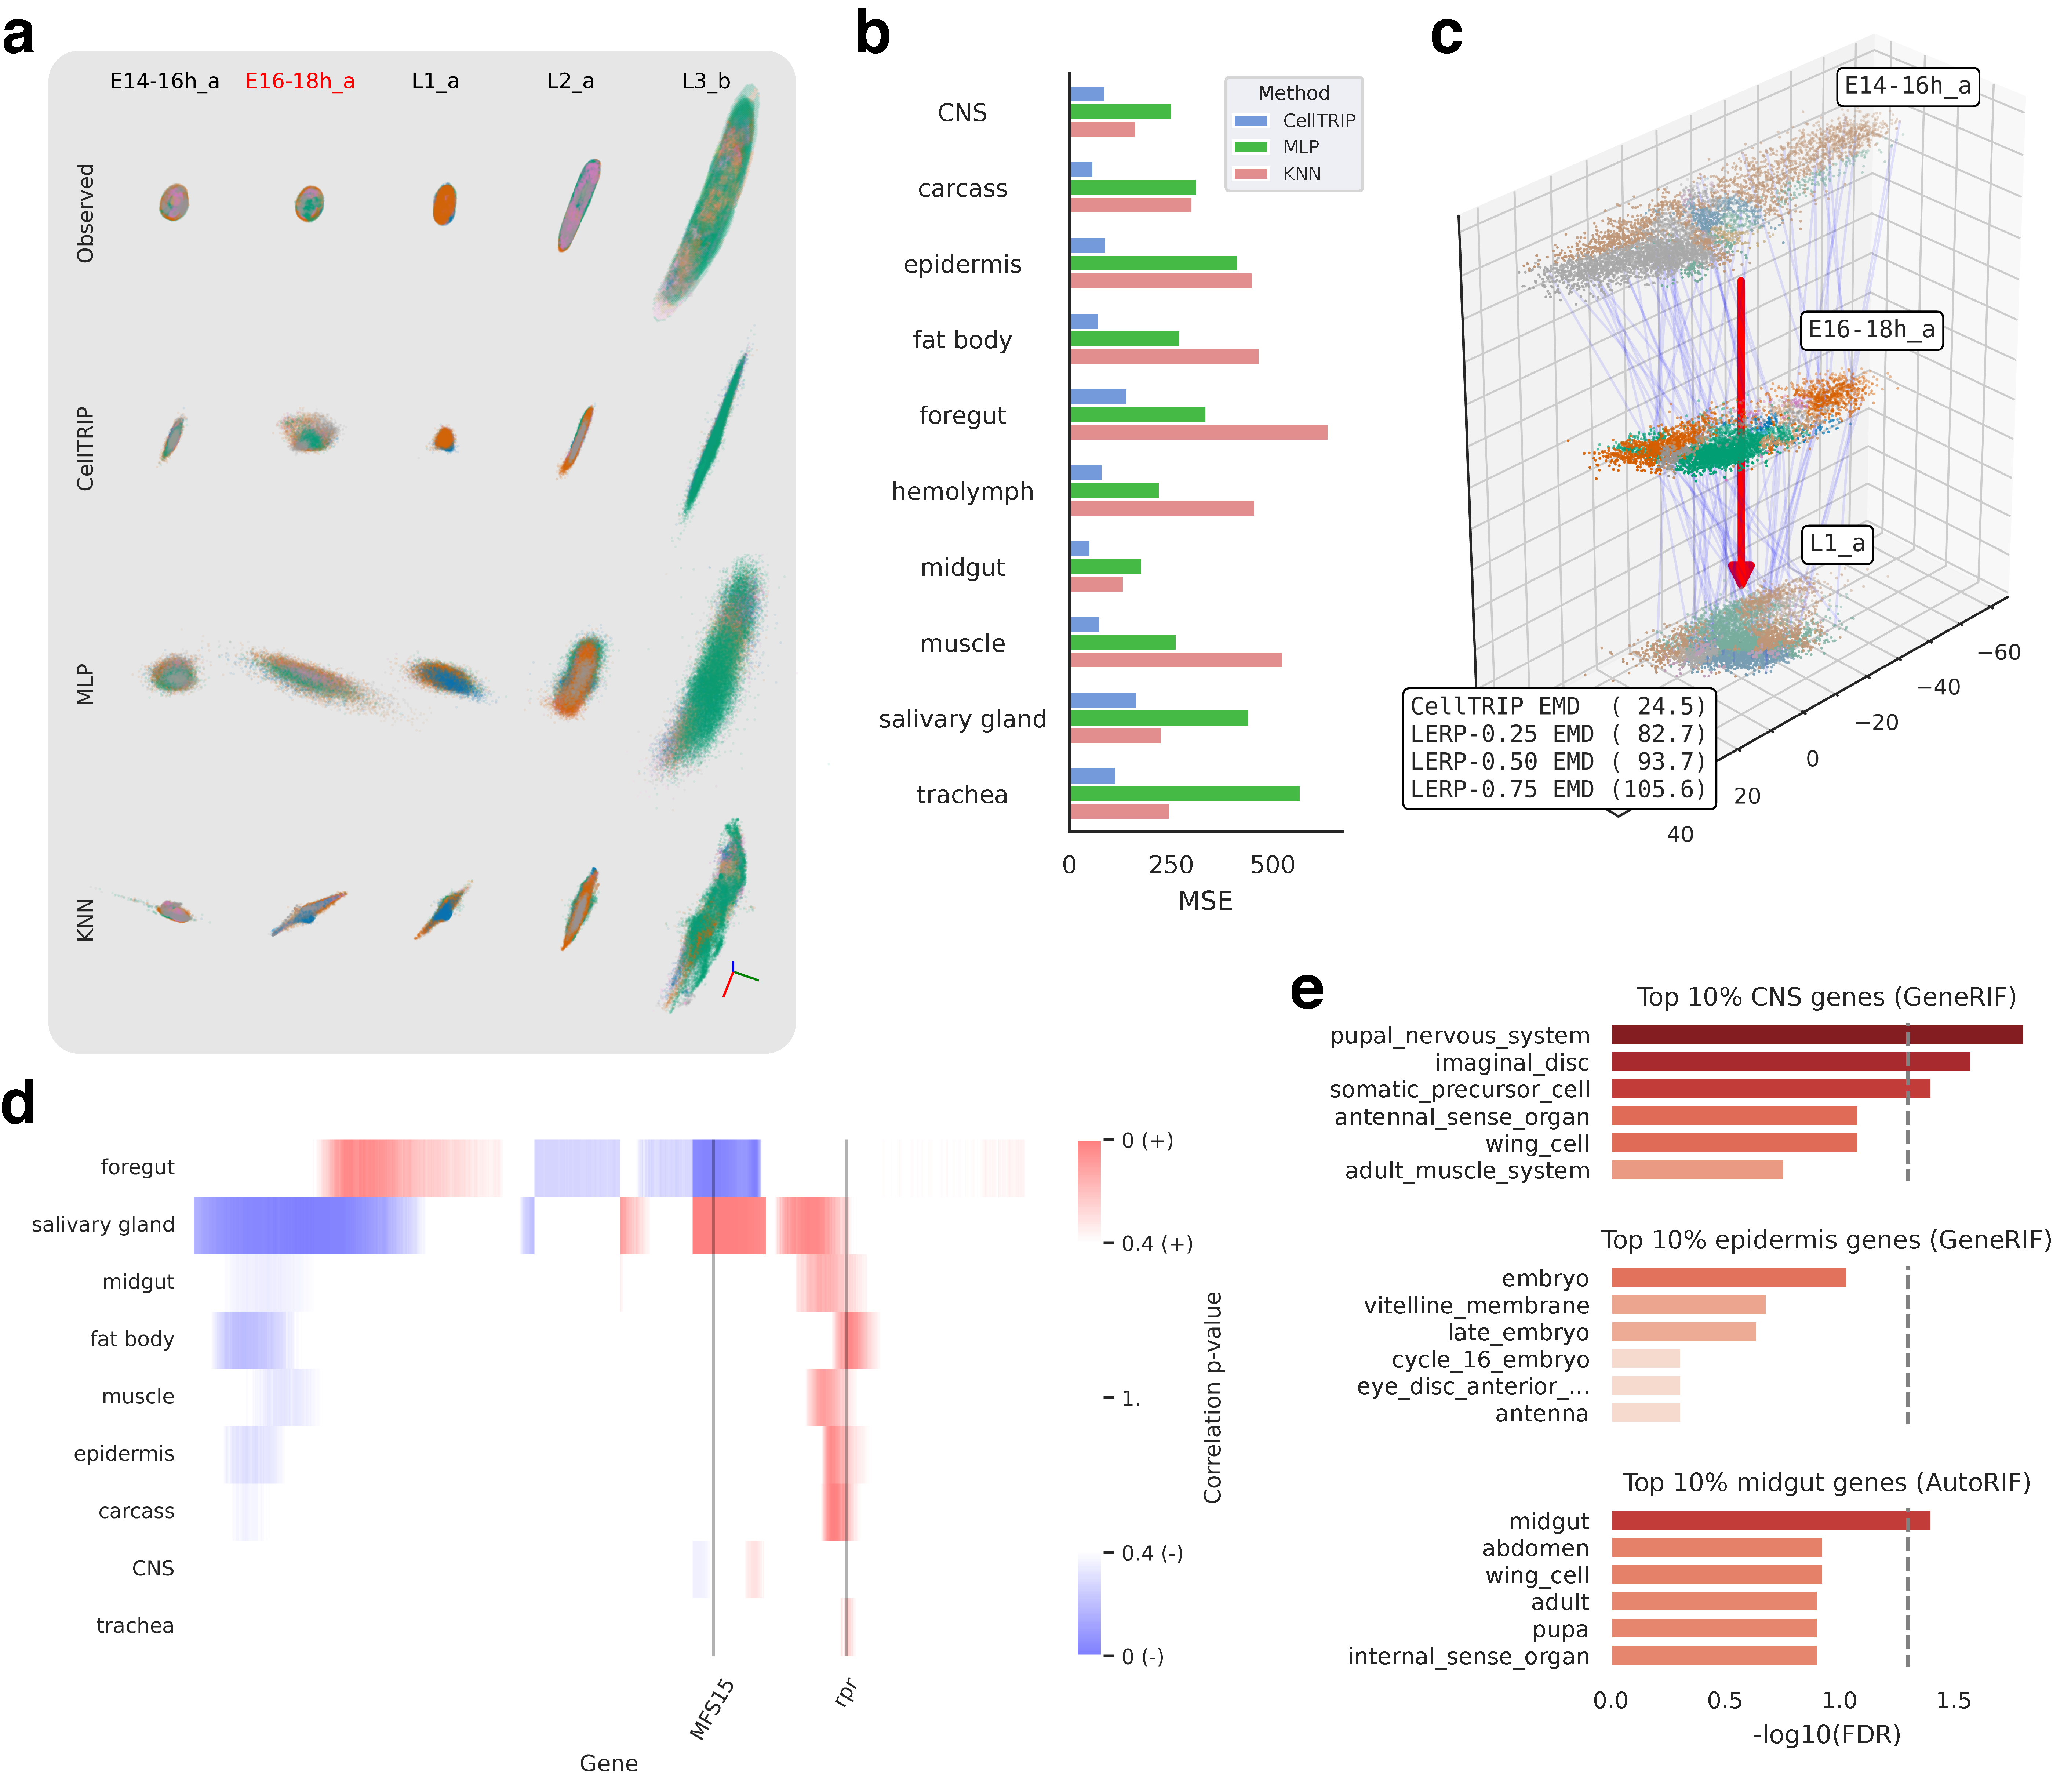 a
E14-16h_a
E16-18h_a
L1_a
L2_a
L3_b
Observed
CellTRIP
MLP
KNN
b
CNS
carcass
epidermis
fat body
foregut
hemolymph
midgut
muscle
salivary gland
trachea
0
250
500
MSE
Method
CellTRIP
MLP
KNN
c
E14-16h_a
E16-18h_a
L1_a
−60
−40
−20
0
20
40
CellTRIP EMD ( 24.5)
LERP-0.25 EMD ( 82.7)
LERP-0.50 EMD ( 93.7)
LERP-0.75 EMD (105.6)
d
foregut
salivary gland
midgut
fat body
muscle
epidermis
carcass
CNS
trachea
MFS15
rpr
Gene
0 (+)
0.4 (+)
1.
0.4 (-)
0 (-)
Correlation p-value
e
Top 10% CNS genes (GeneRIF)
pupal_nervous_system
imaginal_disc
somatic_precursor_cell
antennal_sense_organ
wing_cell
adult_muscle_system
Top 10% epidermis genes (GeneRIF)
embryo
vitelline_membrane
late_embryo
cycle_16_embryo
eye_disc_anterior_...
antenna
Top 10% midgut genes (AutoRIF)
midgut
abdomen
wing_cell
adult
pupa
internal_sense_organ
0.0
0.5
1.0
1.5
-log10(FDR)